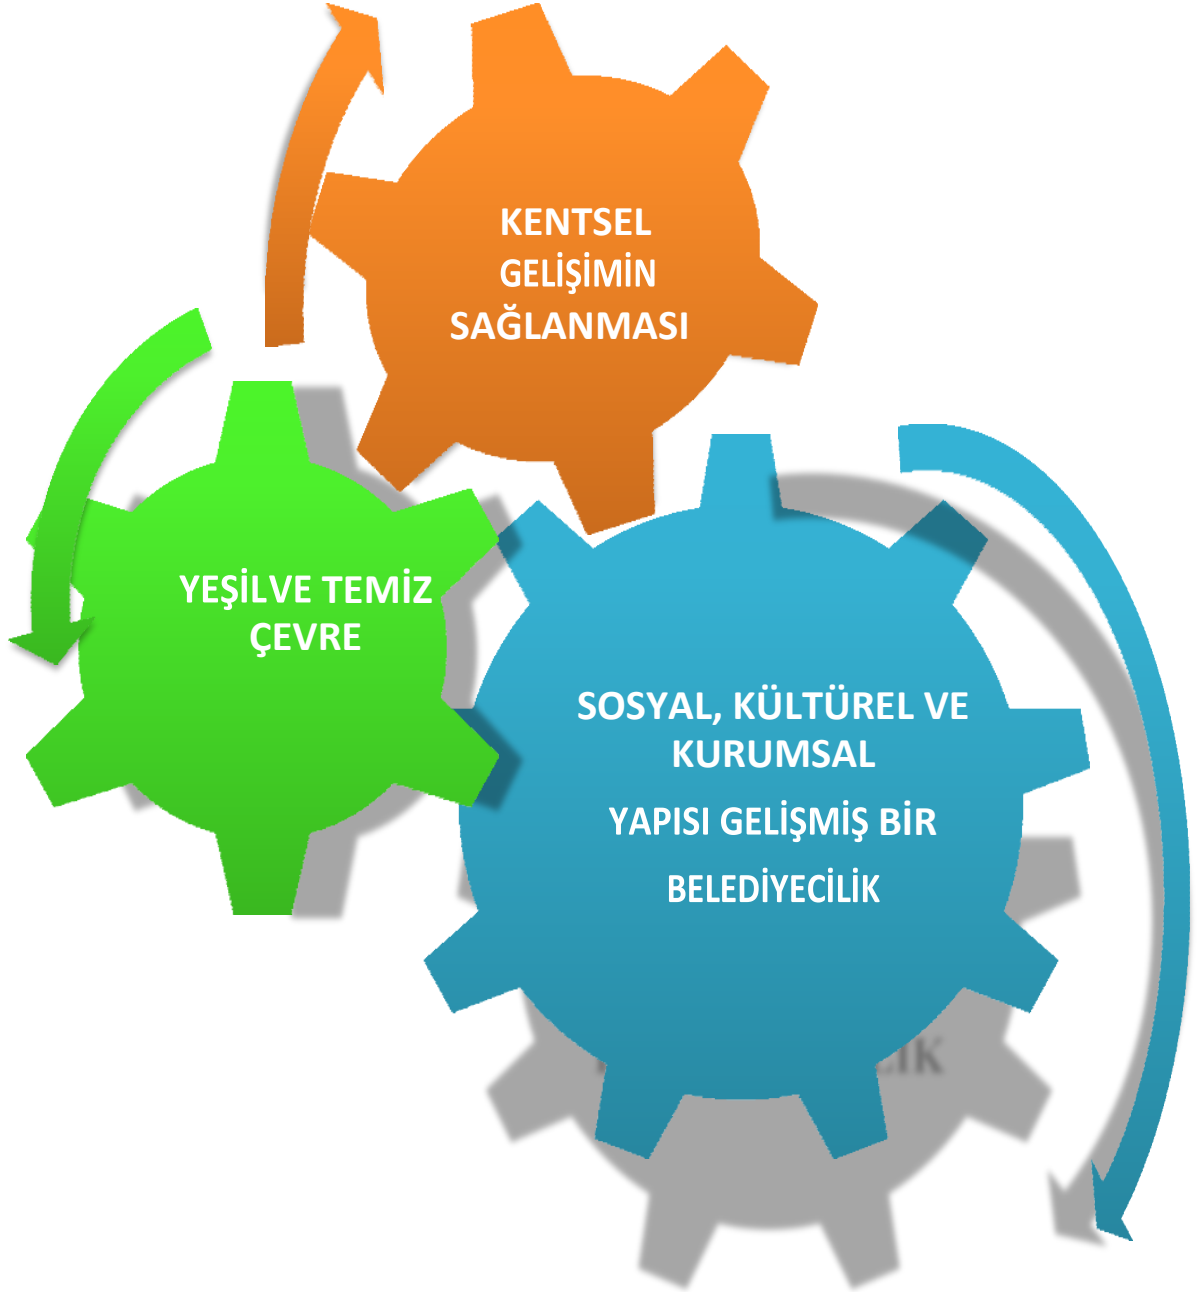 KENTSEL
GELİŞİMİN
SAĞLANMASI
YEŞİLVE TEMİZ
ÇEVRE
SOSYAL, KÜLTÜREL VE
KURUMSAL
YAPISI GELİŞMİŞ BİR
BELEDİYECİLİK